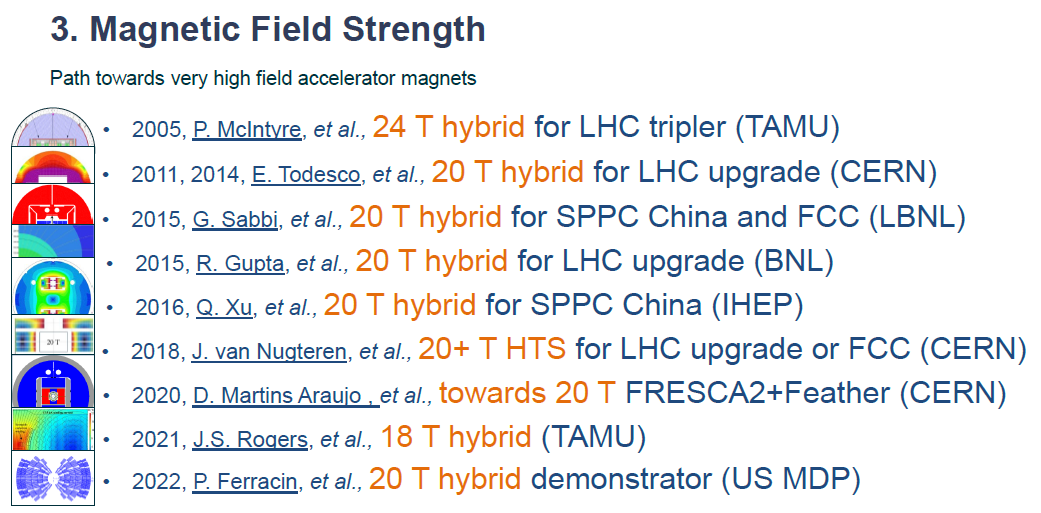 3. Magnetic Field Strength
Path towards very high field accelerator magnets
• 2005, P. McIntyre, et al., 24 T hybrid for LHC tripler (TAMU)
• 2011, 2014, E. Todesco, et al., 20 T hybrid for LHC upgrade (CERN)
• 2015, G. Sabbi, et al., 20 T hybrid for SPPC China and FCC (LBNL)
• 2015, R. Gupta, et al., 20 T hybrid for LHC upgrade (BNL)
• 2016, Q. Xu, et al., 20 T hybrid for SPPC China (IHEP)
20 T
• 2018, J. van Nugteren, et al., 20+ T HTS for LHC upgrade or FCC (CERN)
• 2020, D. Martins Araujo , et al., towards 20 T FRESCA2+Feather (CERN)
• 2021, J.S. Rogers, et al., 18 T hybrid (TAMU)
• 2022, P. Ferracin, et al., 20 T hybrid demonstrator (US MDP)